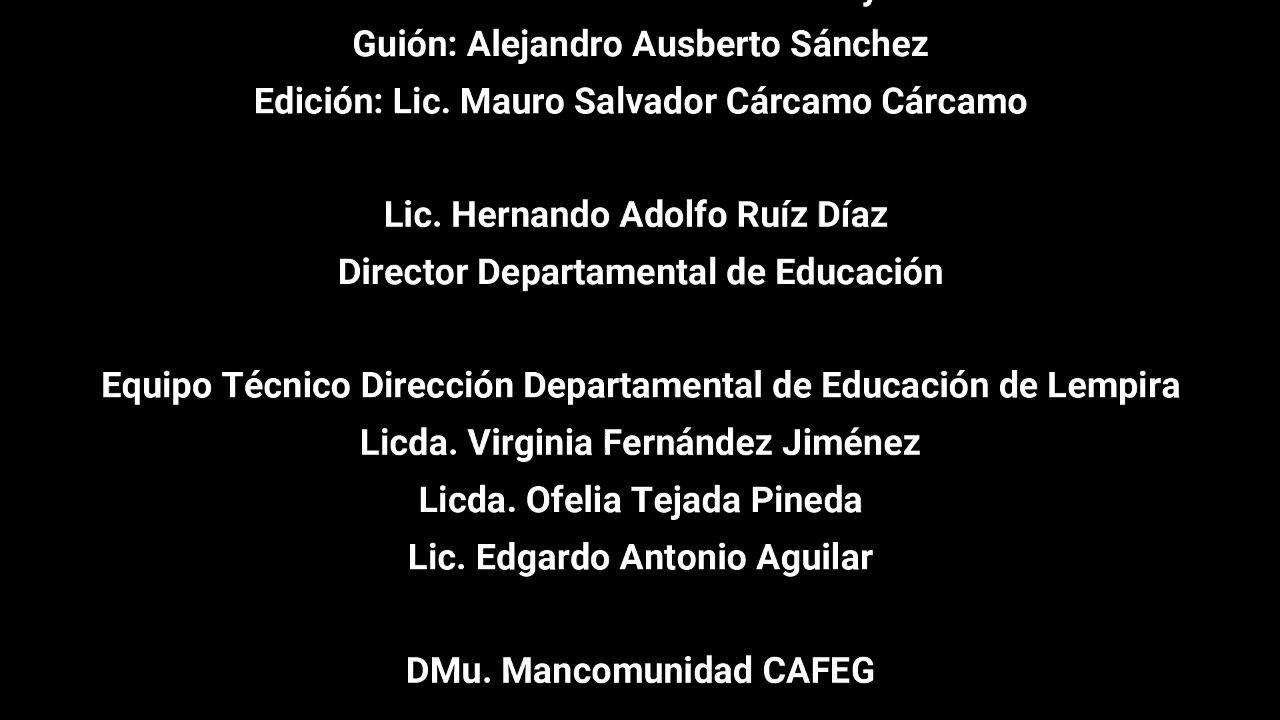 Guión: Alejandro Ausberto Sánchez
Edición: Lic. Mauro Salvador Cárcamo Cárcamo
Lic. Hernando Adolfo Ruíz Díaz
Director Departamental de Educación
Equipo Técnico Dirección Departamental de Educación de Lempira
Licda. Virginia Fernández Jiménez
Licda. Ofelia Tejada Pineda
Lic. Edgardo Antonio Aguilar
DMu. Mancomunidad CAFEG